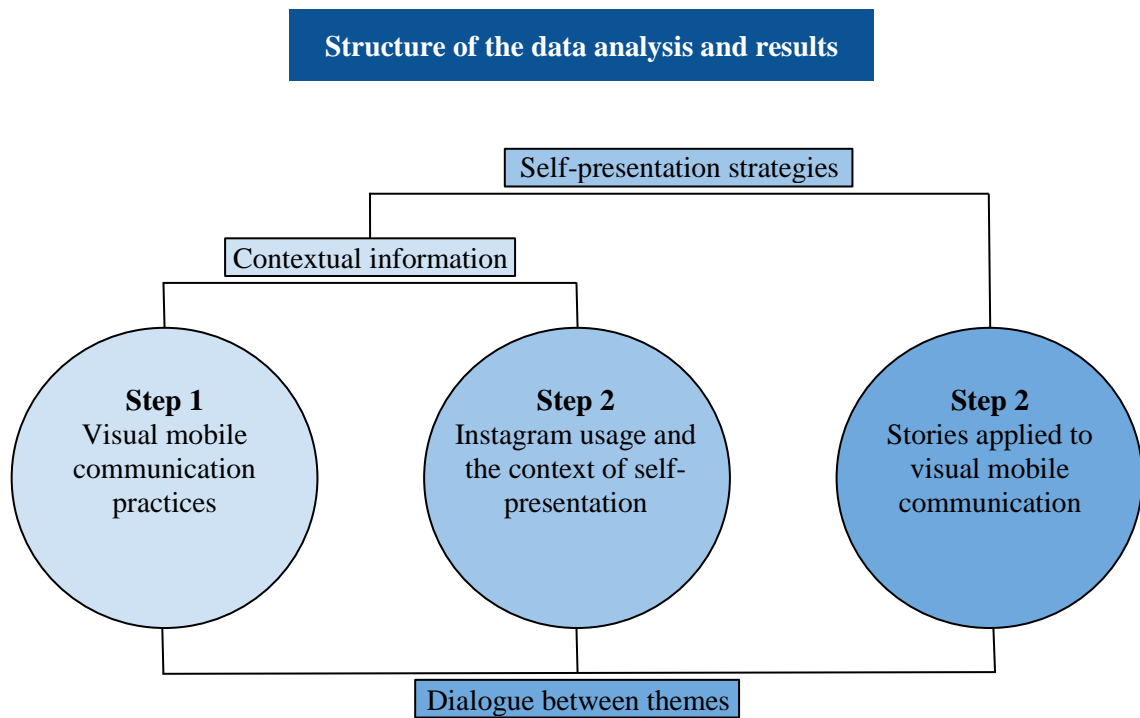 Structure of the data analysis and results
Self-presentation strategies
Contextual information
Step 1
Visual mobile
communication
practices
Step 2
Instagram usage and
the context of self-
presentation
Step 2
Stories applied to
visual mobile
communication
Dialogue between themes